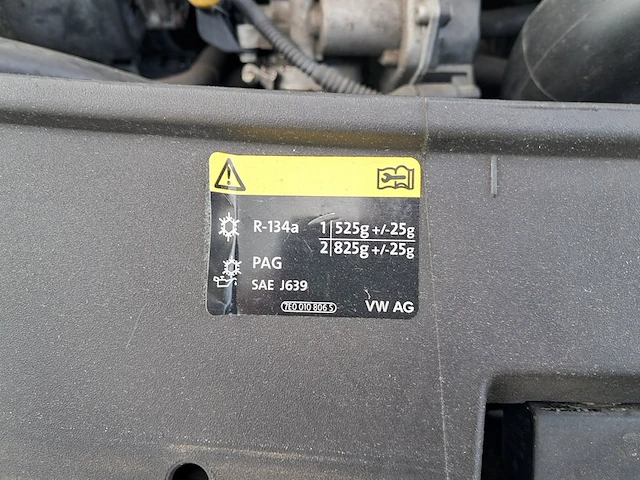 R-134a 1 525g +/-25g
2 825g +/-25g
PAG
SAE J639
7E0 010 806 S VW AG